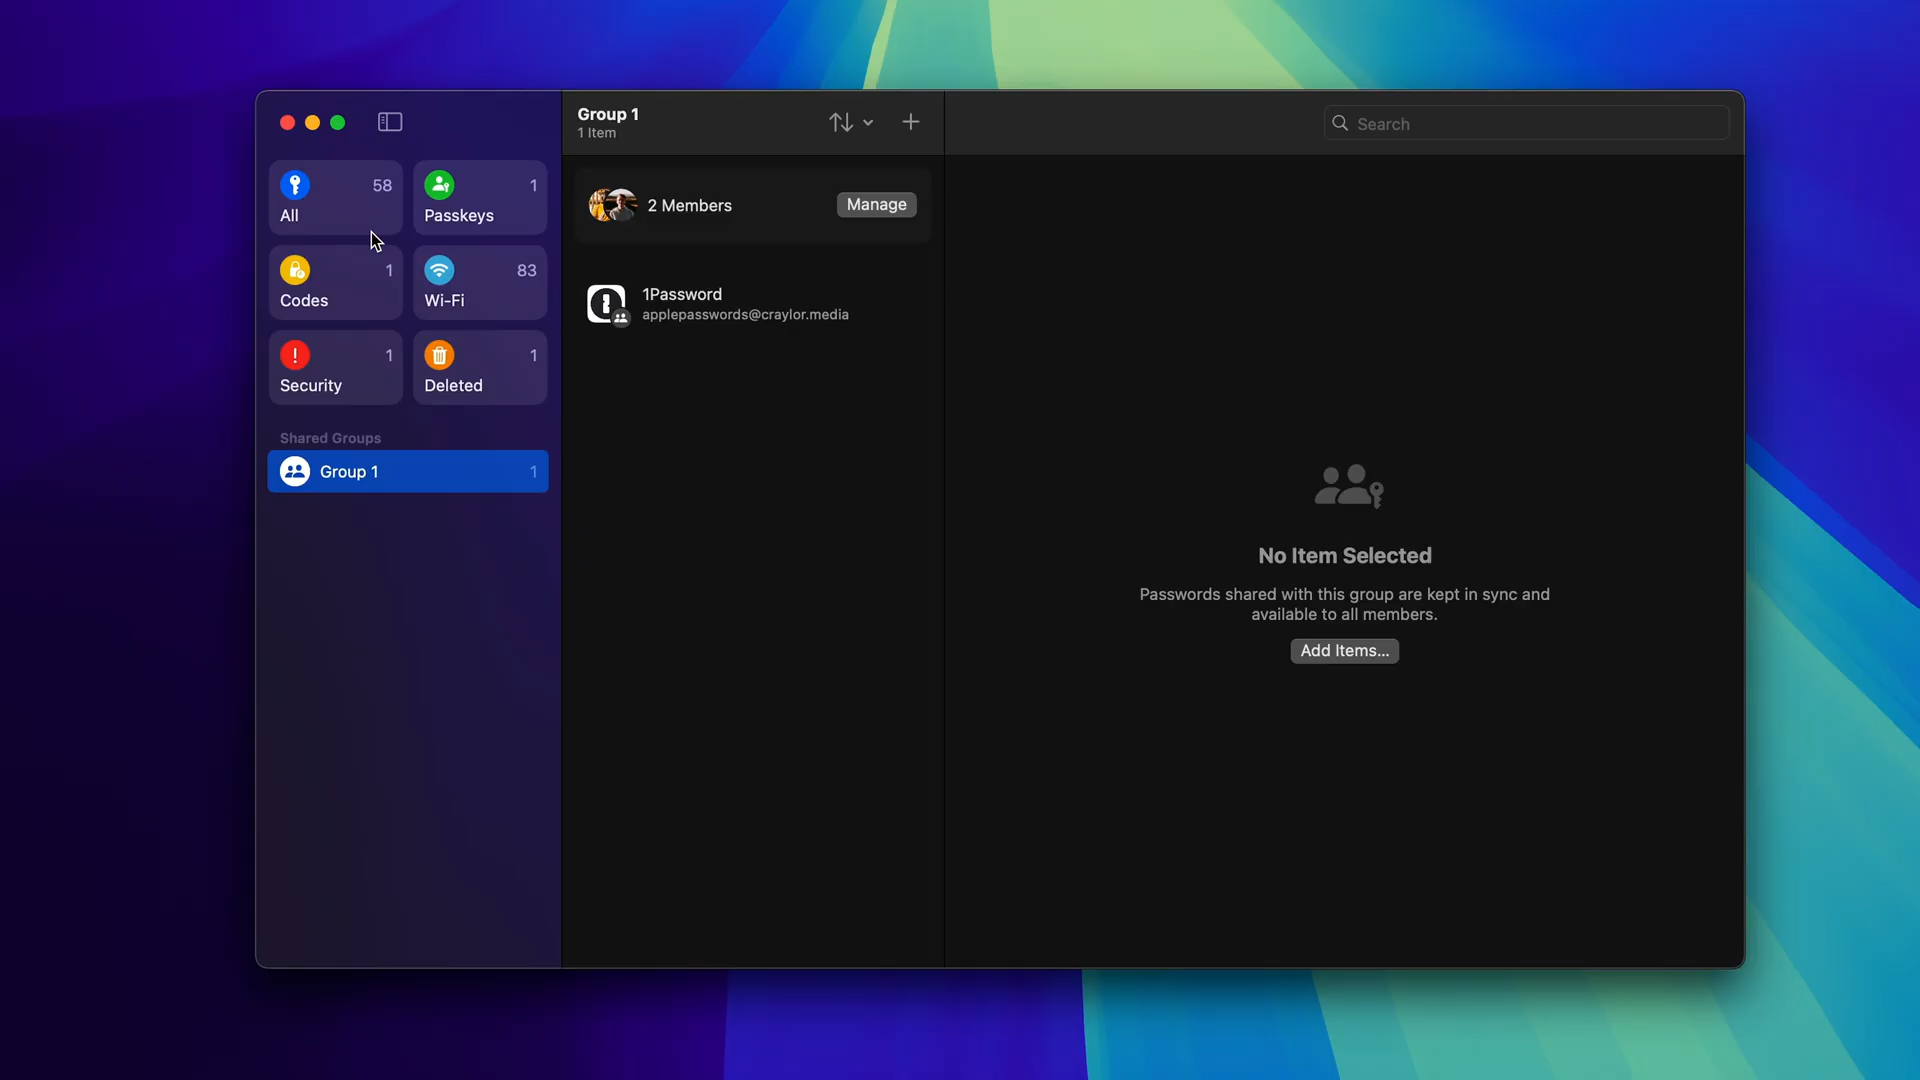 58
All
1
Passkeys
1
Codes
83
Wi-Fi
1
Security
1
Deleted
Shared Groups
Group 1
1
Group 1
1 Item
2 Members
Manage
1Password
applepasswords@craylor.media
Search
No Item Selected
Passwords shared with this group are kept in sync and
available to all members.
Add Items...